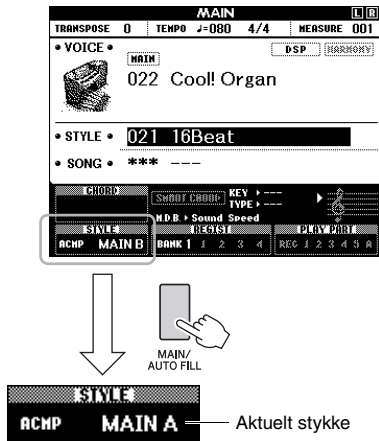 MAIN L R
TRANSPOSE 0 TEMPO ♩=080 4/4 MEASURE 001
• VOICE • DSP HARMONY
MAIN
022 Cool! Organ
• STYLE • 021 16Beat
• SONG • *** ---
CHORD SMART CHORD KEY ▸ ---
TYPE ▸ ---
M.D.B. ▸ Sound Speed
STYLE REGIST PLAY PART
ACMP MAIN B BANK 1 1 2 3 4 REC 1 2 3 4 5 A
MAIN/
AUTO FILL
STYLE
ACMP MAIN A Aktuelt stykke